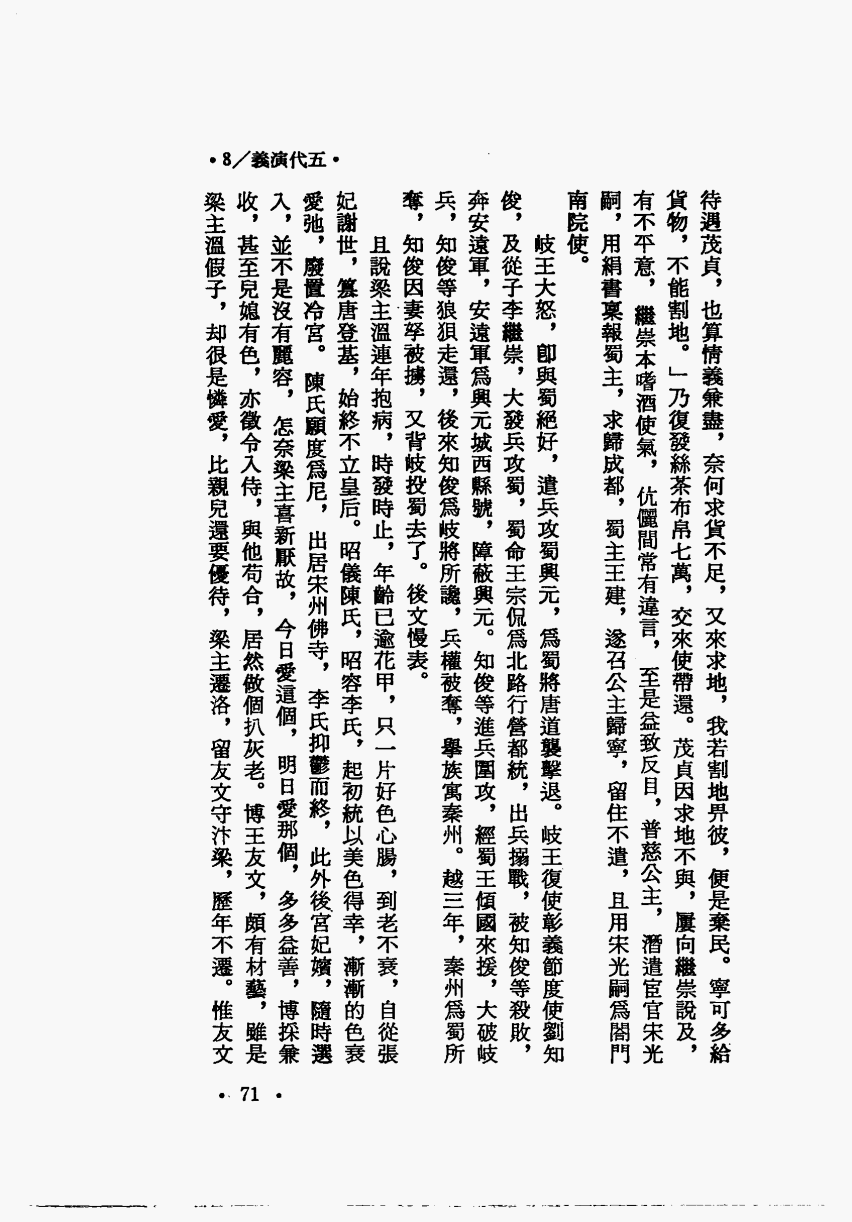 •8／義演代五•
待遇茂貞，也算情義兼盡，奈何求貨不足，又來求地，我若割地畀彼，便是棄民。寧可多給
貨物，不能割地。」乃復發絲茶布帛七萬，交來使帶還。茂貞因求地不與，屢向繼崇說及，
有不平意，繼崇本嗜酒使氣，伉儷間常有違言，至是益致反目，普慈公主，潛遣宦官宋光
嗣，用絹書稟報蜀主，求歸成都，蜀主王建，遂召公主歸寧，留住不遣，且用宋光嗣爲閤門
南院使。
岐王大怒，卽與蜀絕好，遣兵攻蜀興元，爲蜀將唐道襲擊退。岐王復使彰義節度使劉知
俊，及從子李繼崇，大發兵攻蜀，蜀命王宗侃爲北路行營都統，出兵搦戰，被知俊等殺敗，
奔安遠軍，安遠軍爲興元城西縣號，障蔽興元。知俊等進兵圍攻，經蜀王傾國來援，大破岐
兵，知俊等狼狽走還，後來知俊爲岐將所讒，兵權被奪，舉族寓秦州。越三年，秦州爲蜀所
奪，知俊因妻孥被擄，又背岐投蜀去了。後文慢表。
且說梁主溫連年抱病，時發時止，年齡已逾花甲，只一片好色心腸，到老不衰，自從張
妃謝世，篡唐登基，始終不立皇后。昭儀陳氏，昭容李氏，起初統以美色得幸，漸漸的色衰
愛弛，廢置冷宮。陳氏願度爲尼，出居宋州佛寺，李氏抑鬱而終，此外後宮妃嬪，隨時選
入，並不是沒有麗容，怎奈梁主喜新厭故，今日愛這個，明日愛那個，多多益善，博採兼
收，甚至兒媳有色，亦徵令入侍，與他苟合，居然做個扒灰老。博王友文，頗有材藝，雖是
梁主溫假子，却很是憐愛，比親兒還要優待，梁主遷洛，留友文守汴梁，歷年不遷。惟友文
• 71 •